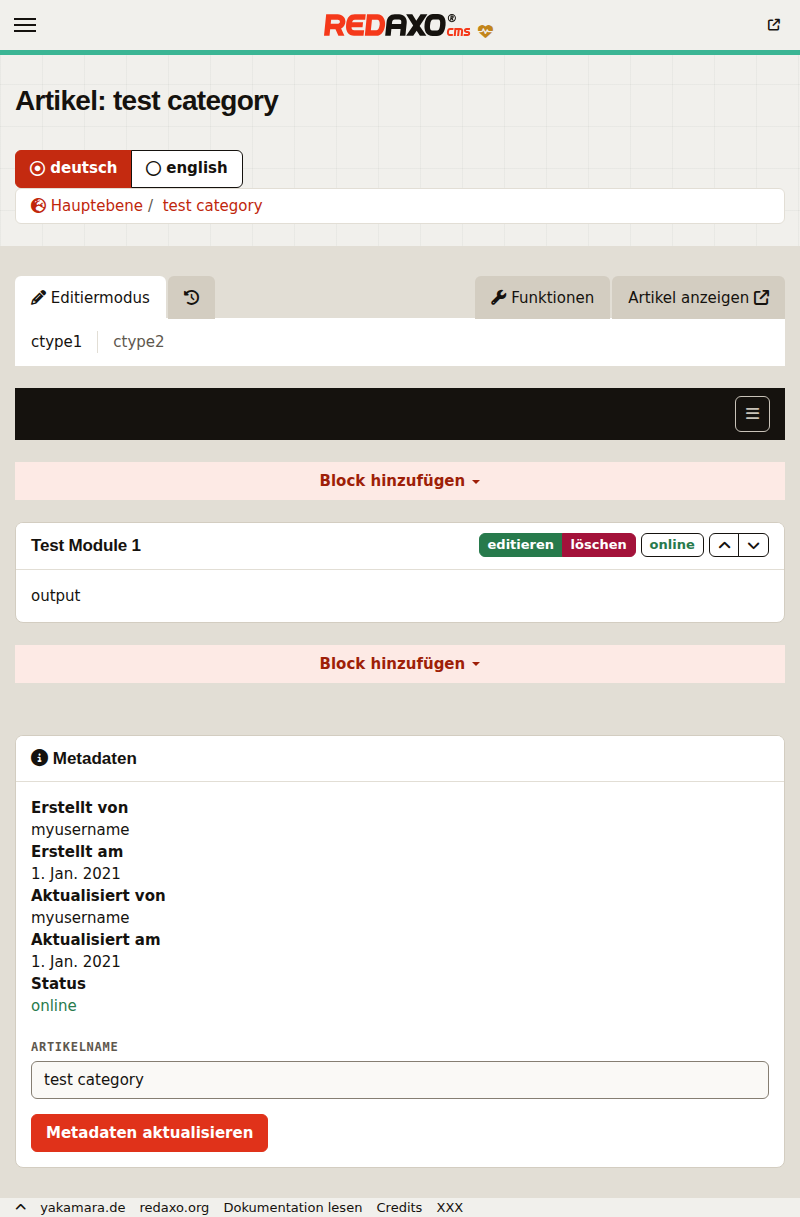 REDAXO® cms
Artikel: test category
deutsch english
Hauptebene / test category
Editiermodus Funktionen Artikel anzeigen
ctype1 ctype2
Block hinzufügen
Test Module 1 editieren löschen online
output
Block hinzufügen
Metadaten
Erstellt von
myusername
Erstellt am
1. Jan. 2021
Aktualisiert von
myusername
Aktualisiert am
1. Jan. 2021
Status
online
ARTIKELNAME
test category
Metadaten aktualisieren
yakamara.de redaxo.org Dokumentation lesen Credits XXX